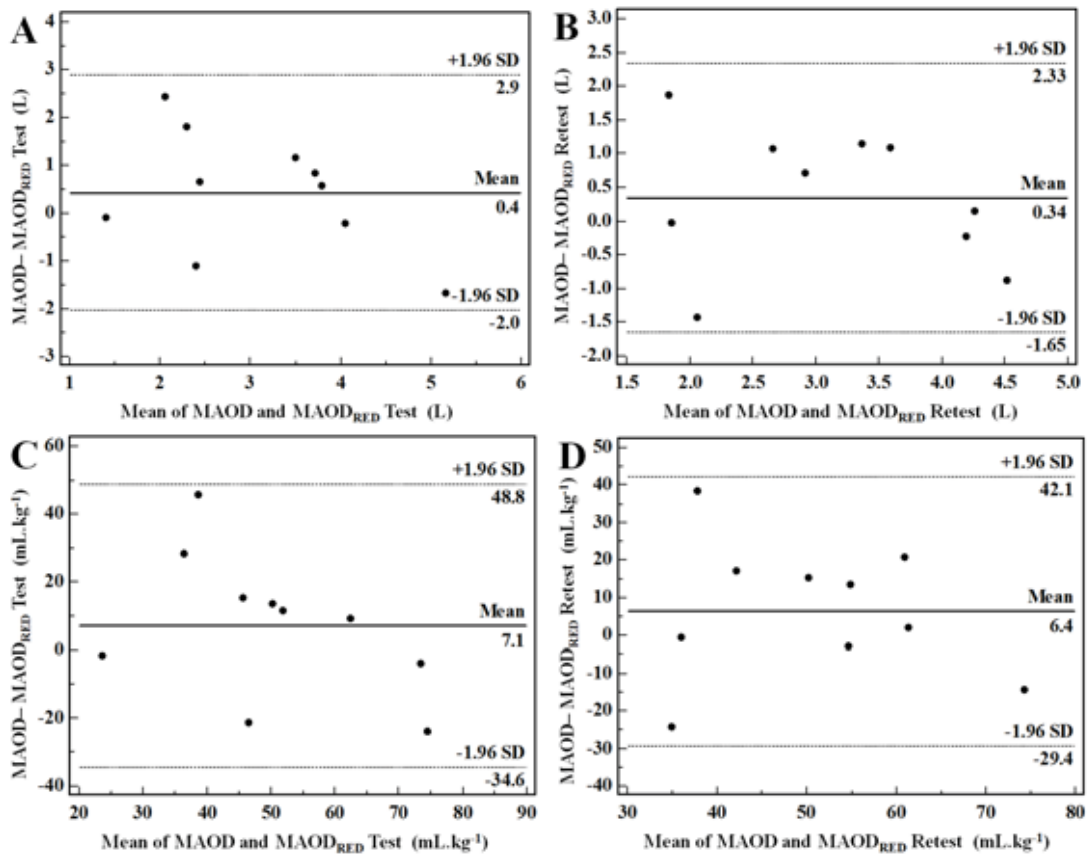 A
MAOD– MAOD_RED Test (L)
4
3
2
1
0
-1
-2
-3
+1.96 SD
2.9
Mean
0.4
-1.96 SD
-2.0
1 2 3 4 5 6
Mean of MAOD and MAOD_RED Test (L)
B
MAOD– MAOD_RED Retest (L)
3.0
2.5
2.0
1.5
1.0
0.5
0.0
-0.5
-1.0
-1.5
-2.0
+1.96 SD
2.33
Mean
0.34
-1.96 SD
-1.65
1.5 2.0 2.5 3.0 3.5 4.0 4.5 5.0
Mean of MAOD and MAOD_RED Retest (L)
C
MAOD– MAOD_RED Test (mL.kg⁻¹)
60
40
20
0
-20
-40
+1.96 SD
48.8
Mean
7.1
-1.96 SD
-34.6
20 30 40 50 60 70 80 90
Mean of MAOD and MAOD_RED Test (mL.kg⁻¹)
D
MAOD– MAOD_RED Retest (mL.kg⁻¹)
50
40
30
20
10
0
-10
-20
-30
-40
+1.96 SD
42.1
Mean
6.4
-1.96 SD
-29.4
30 40 50 60 70 80
Mean of MAOD and MAOD_RED Retest (mL.kg⁻¹)